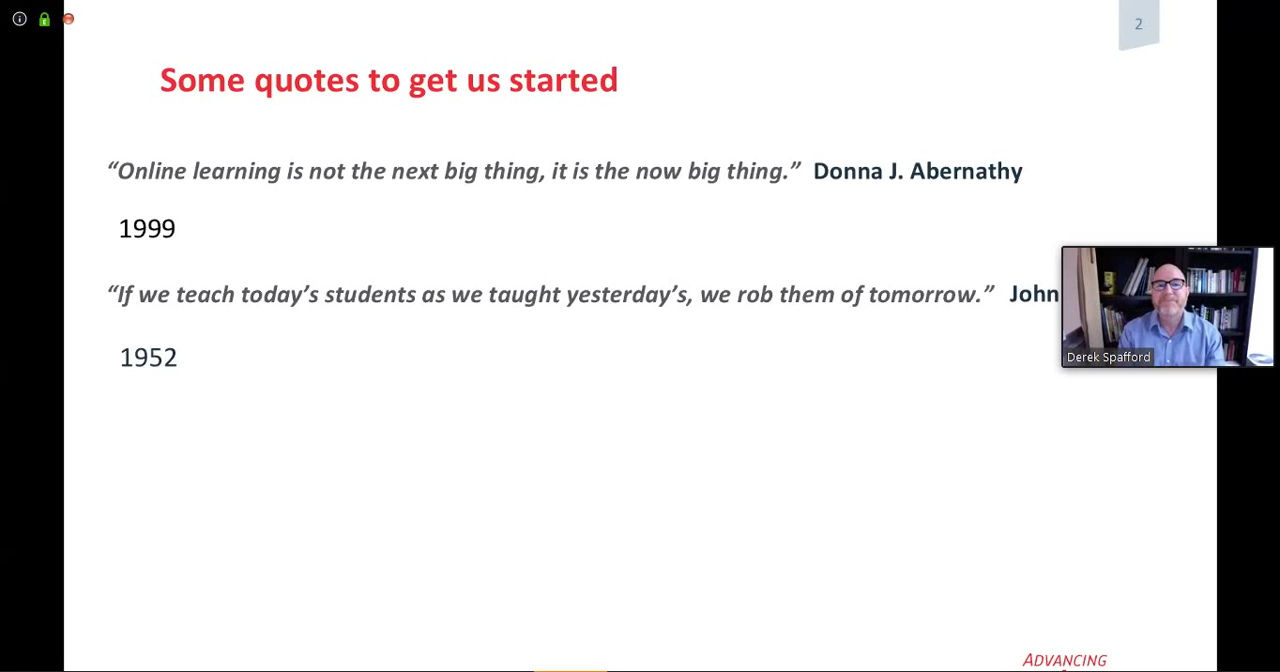 2
Some quotes to get us started
“Online learning is not the next big thing, it is the now big thing.” Donna J. Abernathy
1999
“If we teach today’s students as we taught yesterday’s, we rob them of tomorrow.” John
Derek Spafford
1952
ADVANCING